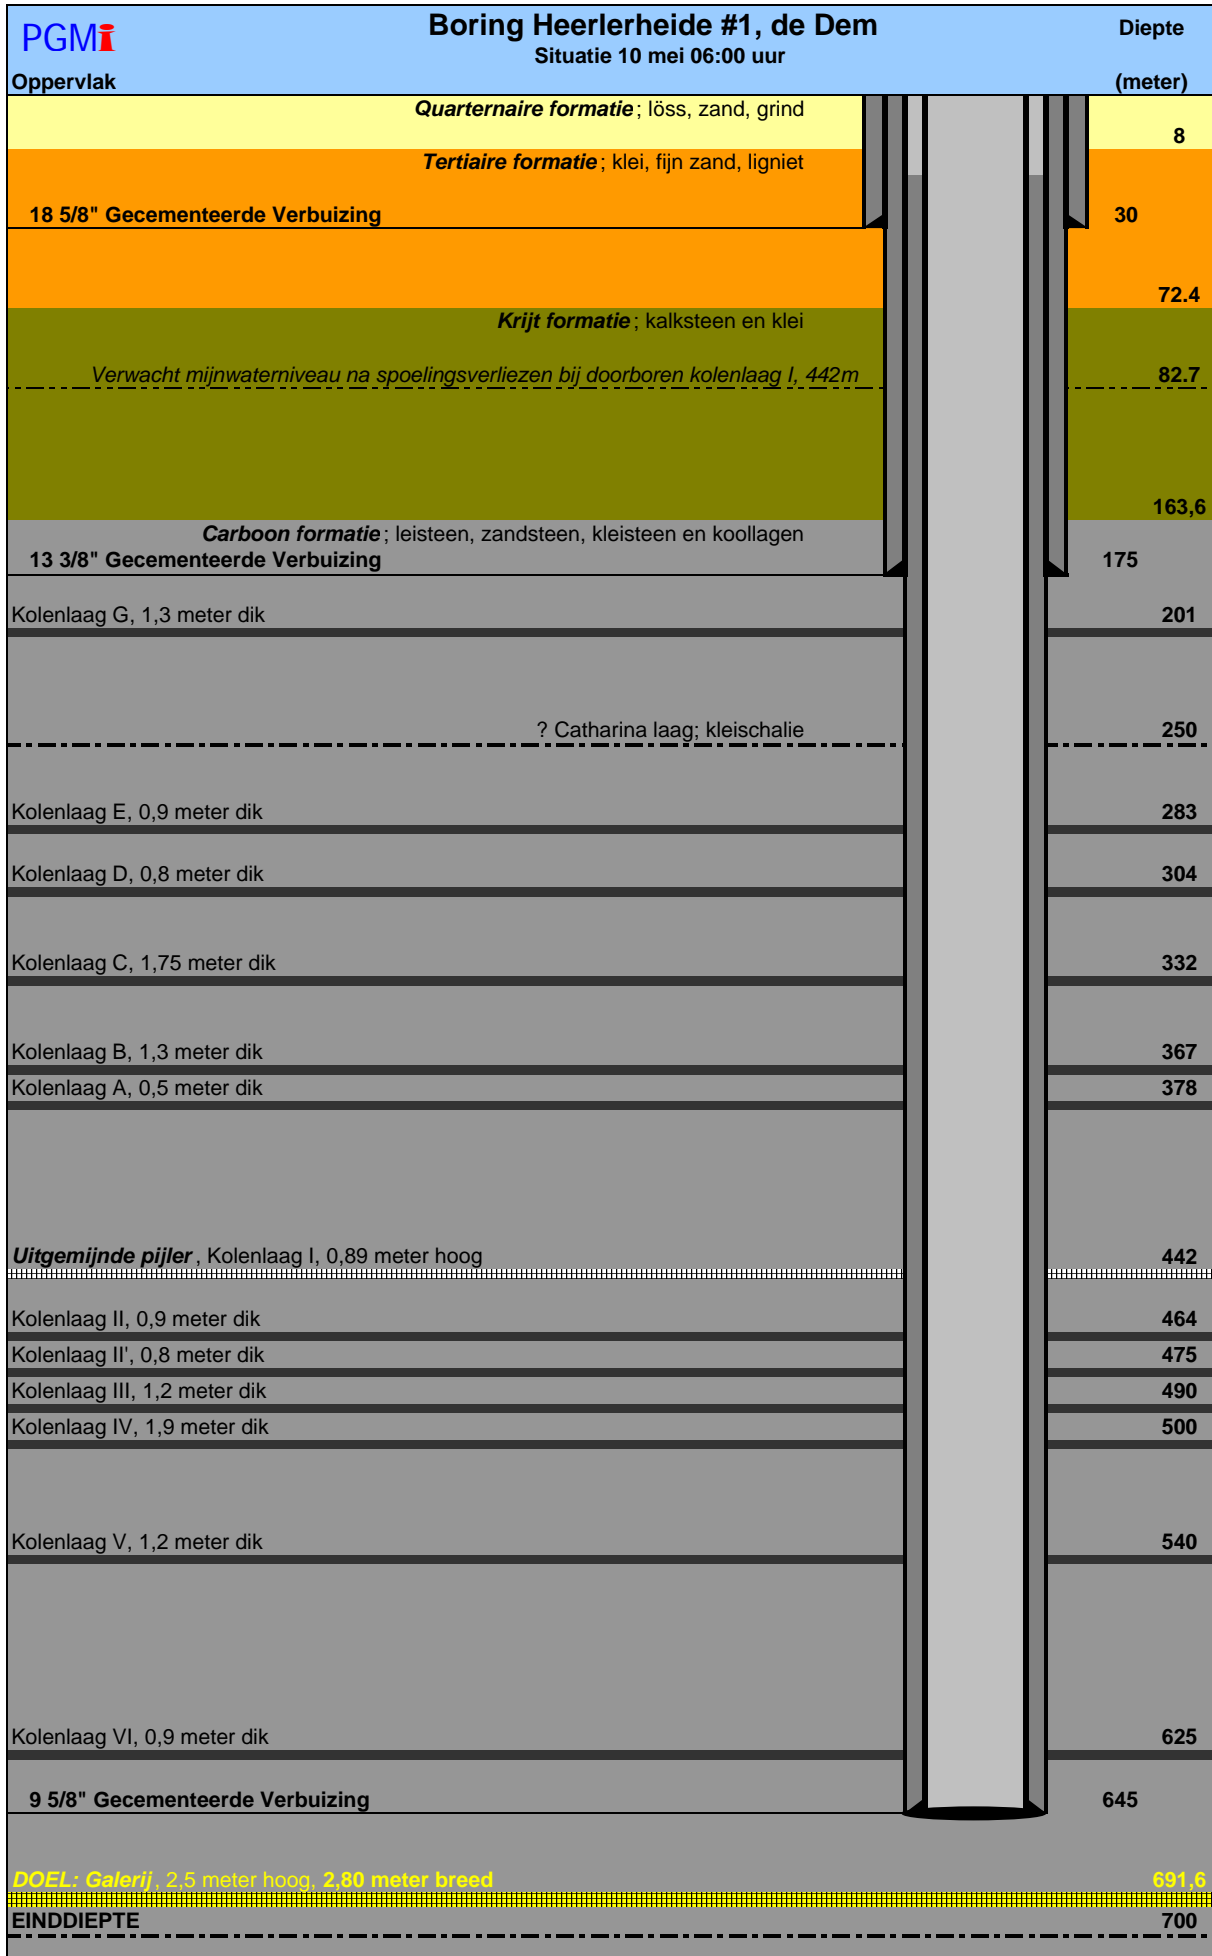 PGMi
Boring Heerlerheide #1, de Dem
Diepte
Situatie 10 mei 06:00 uur
Oppervlak
(meter)
Quarternaire formatie; löss, zand, grind
8
Tertiaire formatie; klei, fijn zand, ligniet
18 5/8" Gecementeerde Verbuizing
30
72.4
Krijt formatie; kalksteen en klei
Verwacht mijnwaterniveau na spoelingsverliezen bij doorboren kolenlaag I, 442m
82.7
163,6
Carboon formatie; leisteen, zandsteen, kleisteen en koollagen
13 3/8" Gecementeerde Verbuizing
175
Kolenlaag G, 1,3 meter dik
201
? Catharina laag; kleischalie
250
Kolenlaag E, 0,9 meter dik
283
Kolenlaag D, 0,8 meter dik
304
Kolenlaag C, 1,75 meter dik
332
Kolenlaag B, 1,3 meter dik
367
Kolenlaag A, 0,5 meter dik
378
Uitgemijnde pijler, Kolenlaag I, 0,89 meter hoog
442
Kolenlaag II, 0,9 meter dik
464
Kolenlaag II', 0,8 meter dik
475
Kolenlaag III, 1,2 meter dik
490
Kolenlaag IV, 1,9 meter dik
500
Kolenlaag V, 1,2 meter dik
540
Kolenlaag VI, 0,9 meter dik
625
9 5/8" Gecementeerde Verbuizing
645
DOEL: Galerij, 2,5 meter hoog, 2,80 meter breed
691,6
EINDDIEPTE
700